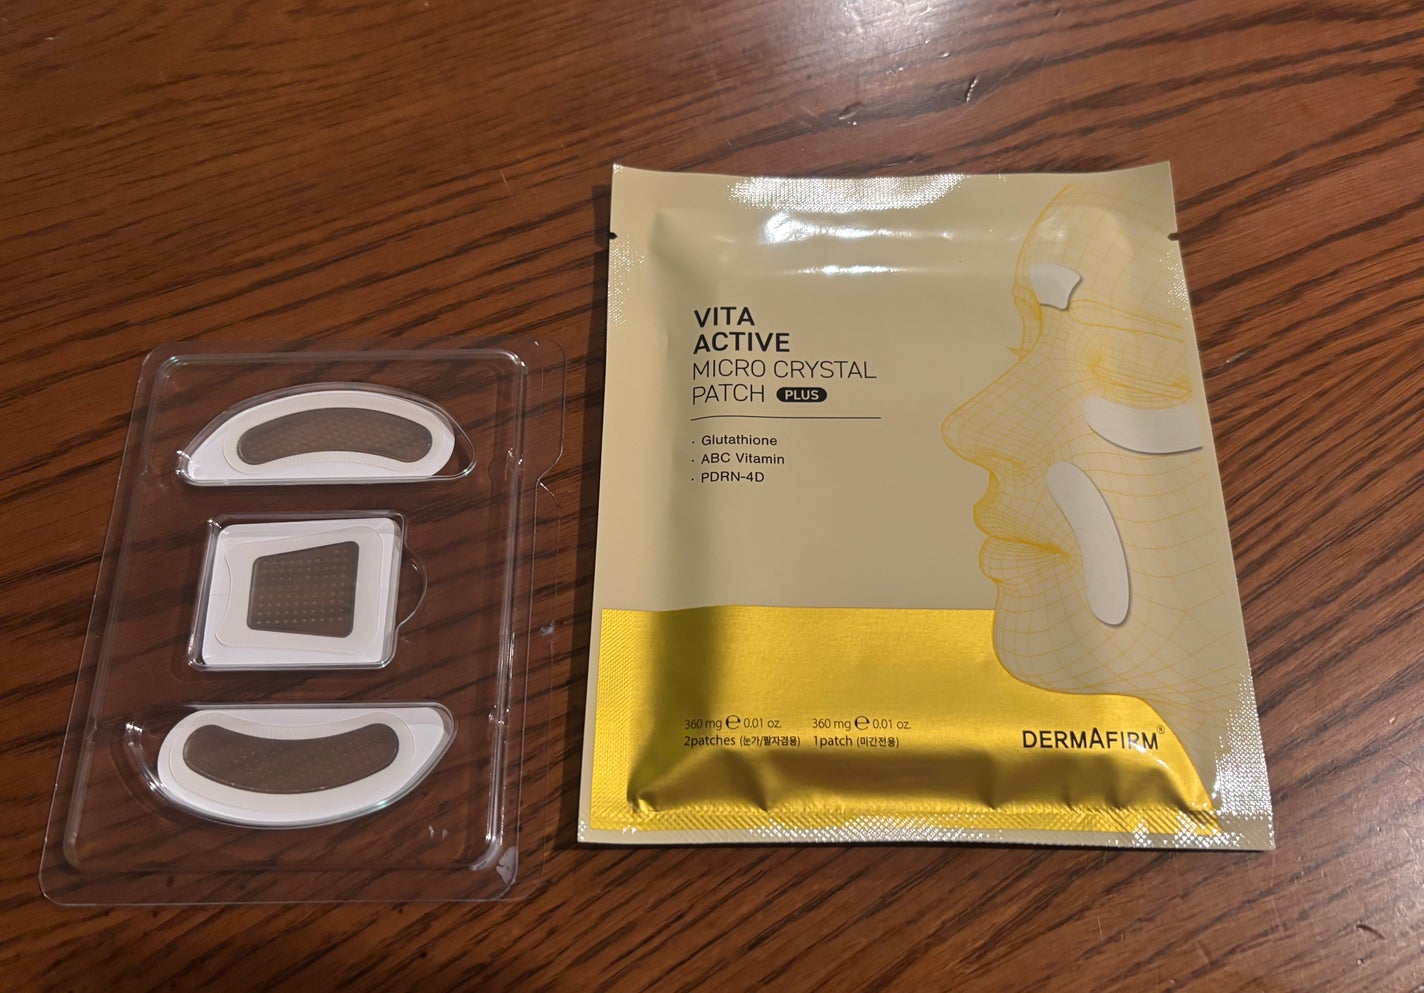 VITA
ACTIVE
MICRO CRYSTAL
PATCH PLUS
· Glutathione
· ABC Vitamin
· PDRN-4D
360 mg ℮ 0.01 oz. 360 mg ℮ 0.01 oz.
2patches (눈가/팔자겸용) 1patch (미간전용)
DERMAFIRM®